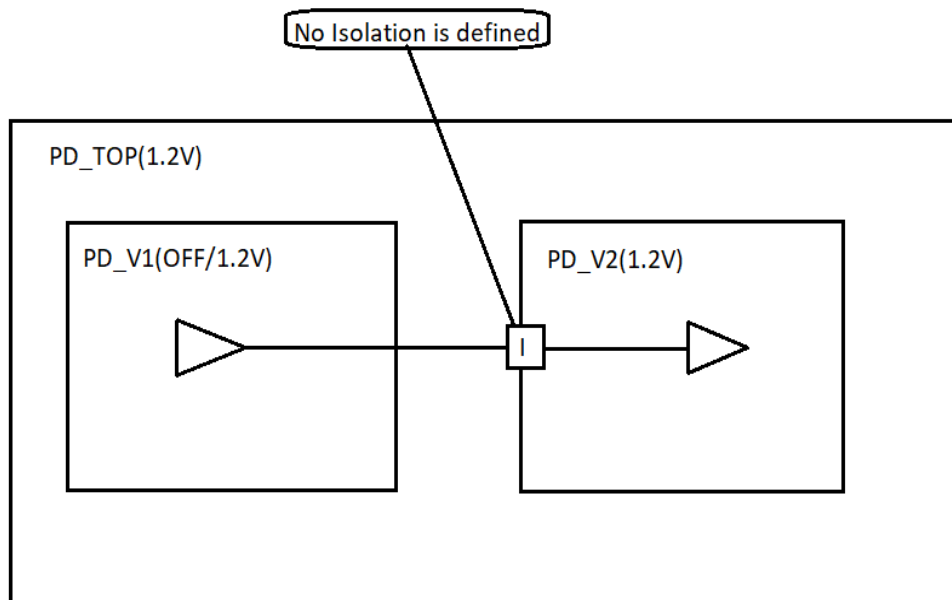 No Isolation is defined
PD_TOP(1.2V)
PD_V1(OFF/1.2V)
PD_V2(1.2V)
I